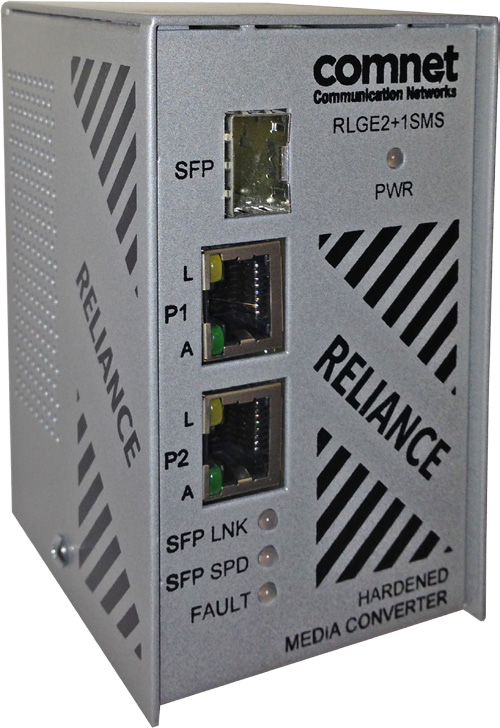 comnet
Communication Networks
RLGE2+1SMS
PWR
SFP
L
P1
A
L
P2
A
SFP LNK
SFP SPD
FAULT
RELIANCE
RELIANCE
HARDENED
MEDiA CONVERTER